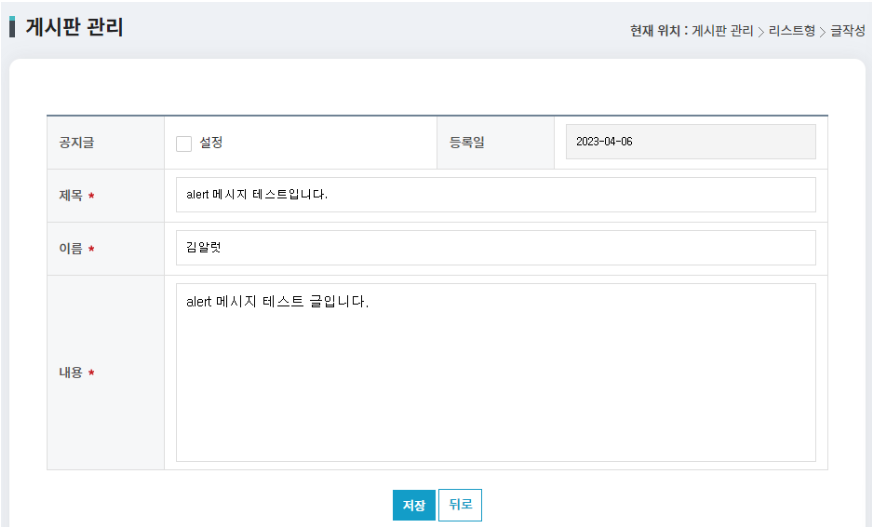 게시판 관리
현재 위치 : 게시판 관리 > 리스트형 > 글작성
공지글 설정 등록일 2023-04-06
제목 * alert 메시지 테스트입니다.
이름 * 김알럿
내용 * alert 메시지 테스트 글입니다.
저장 뒤로